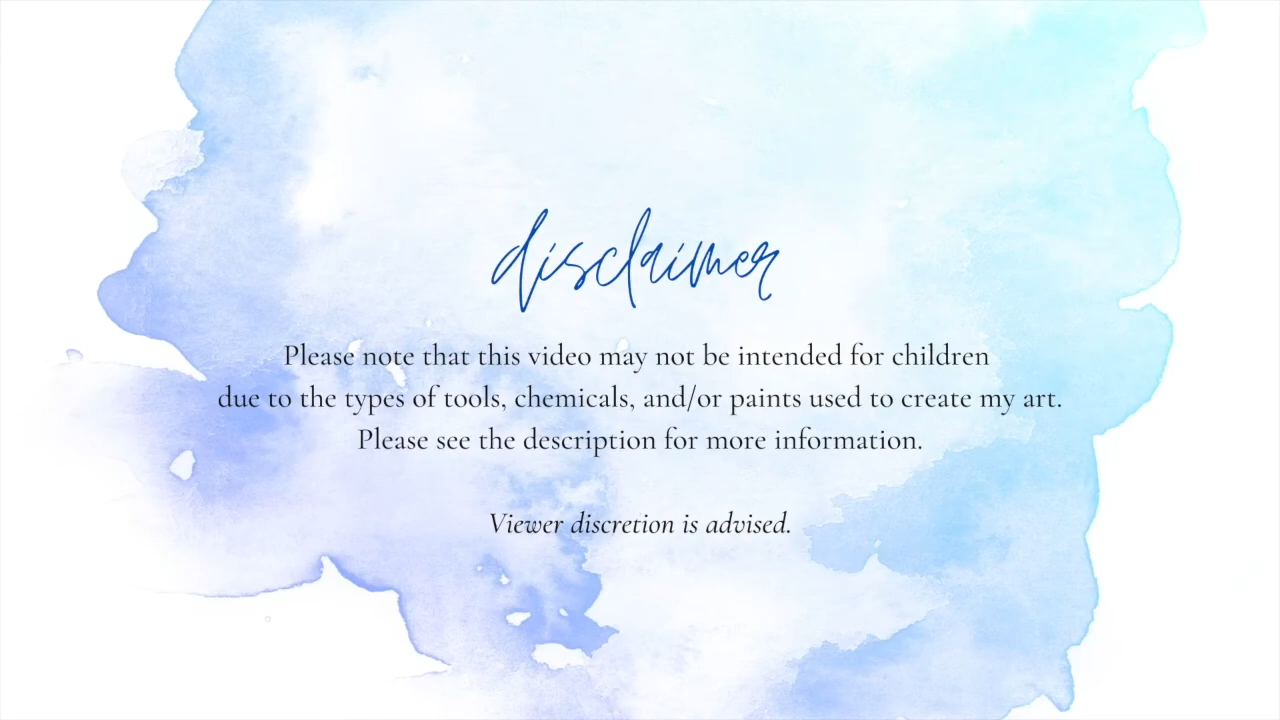 disclaimer
Please note that this video may not be intended for children
due to the types of tools, chemicals, and/or paints used to create my art.
Please see the description for more information.
Viewer discretion is advised.